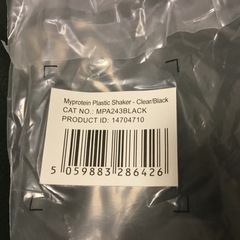 Myprotein Plastic Shaker - Clear/Black
CAT NO.: MPA243BLACK
PRODUCT ID: 14704710
5 059883 286426